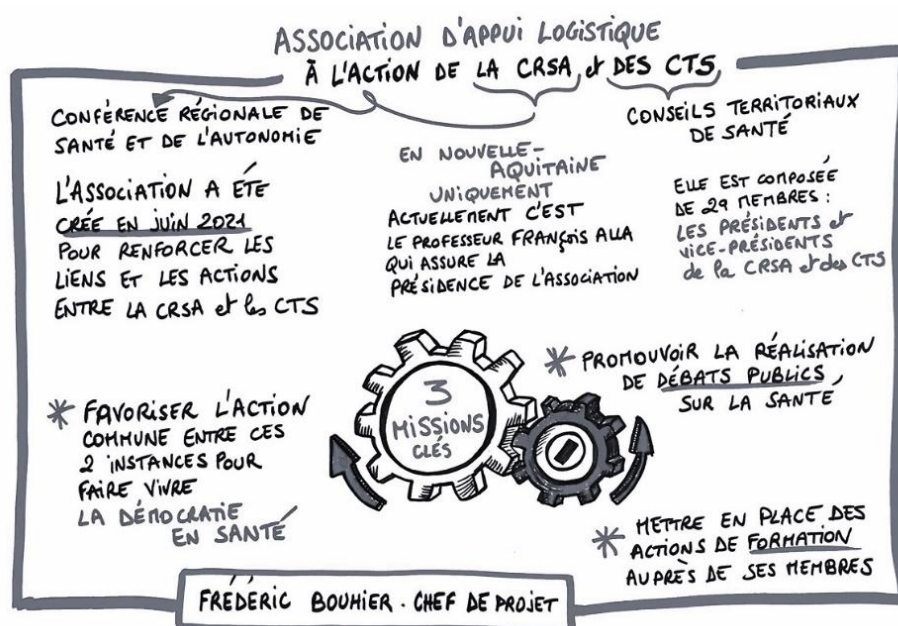 ASSOCIATION D'APPUI LOGISTIQUE
À L'ACTION DE LA CRSA et DES CTS
CONFÉRENCE RÉGIONALE DE
SANTÉ ET DE L'AUTONOMIE
L'ASSOCIATION A ÉTÉ
CRÉE EN JUIN 2021
POUR RENFORCER LES
LIENS ET LES ACTIONS
ENTRE LA CRSA et les CTS
EN NOUVELLE-
AQUITAINE
UNIQUEMENT
ACTUELLEMENT C'EST
LE PROFESSEUR FRANÇOIS ALLA
QUI ASSURE LA
PRÉSIDENCE DE L'ASSOCIATION
CONSEILS TERRITORIAUX
DE SANTÉ
ELLE EST COMPOSÉE
DE 29 MEMBRES :
LES PRÉSIDENTS et
VICE-PRÉSIDENTS
de la CRSA et des CTS
3
MISSIONS
CLÉS
* FAVORISER L'ACTION
COMMUNE ENTRE CES
2 INSTANCES POUR
FAIRE VIVRE
LA DÉMOCRATIE
EN SANTÉ
* PROMOUVOIR LA RÉALISATION
DE DÉBATS PUBLICS
SUR LA SANTÉ
* METTRE EN PLACE DES
ACTIONS DE FORMATION
AUPRÈS DE SES MEMBRES
FRÉDÉRIC BOUHIER . CHEF DE PROJET